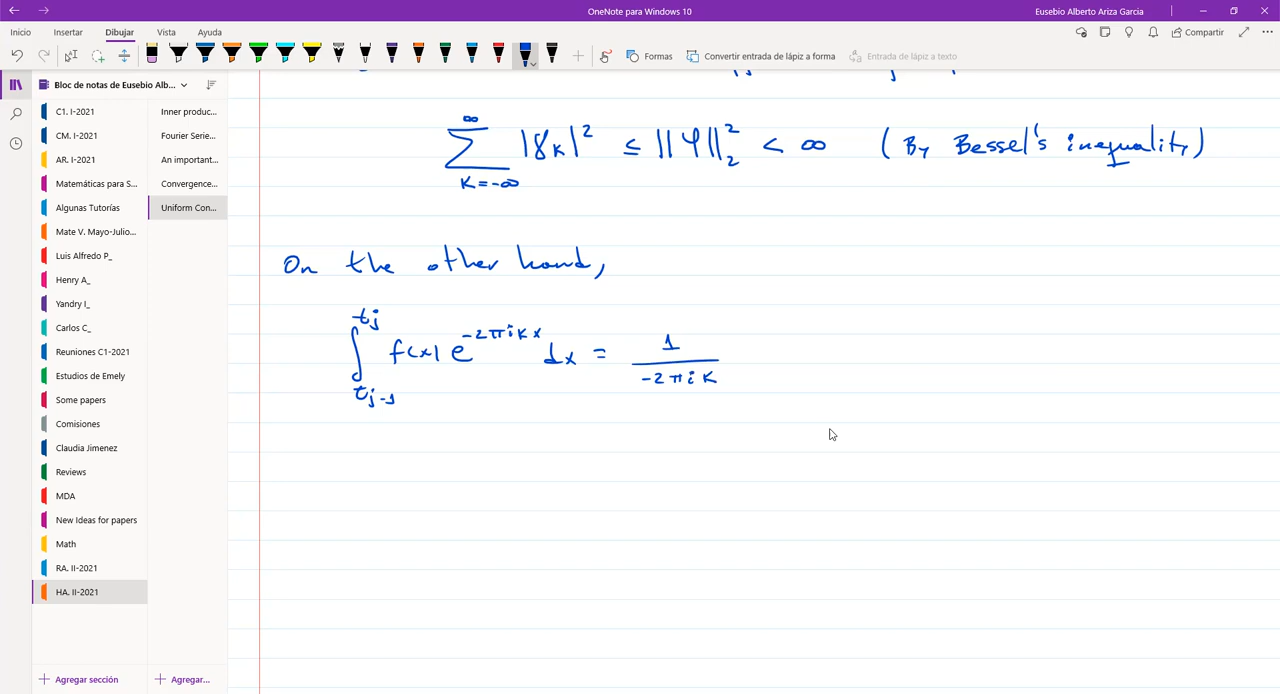 OneNote para Windows 10
Eusebio Alberto Ariza Garcia
Inicio Insertar Dibujar Vista Ayuda
Compartir
Formas Convertir entrada de lápiz a forma Entrada de lápiz a texto
Bloc de notas de Eusebio Alb...
C1. I-2021
CM. I-2021
AR. I-2021
Matemáticas para S...
Algunas Tutorías
Mate V. Mayo-Julio...
Luis Alfredo P_
Henry A_
Yandry I_
Carlos C_
Reuniones C1-2021
Estudios de Emely
Some papers
Comisiones
Claudia Jimenez
Reviews
MDA
New Ideas for papers
Math
RA. II-2021
HA. II-2021
Agregar sección
Inner produc...
Fourier Serie...
An important...
Convergence...
Uniform Con...
Agregar...
∑_{k=-∞}^{∞} |γ_k|^2 ≤ ||φ||_2^2 < ∞ (By Bessel's inequality)
On the other hand,
∫_{t_{j-1}}^{t_j} f(x) e^{-2πikx} dx = 1/(-2πik)